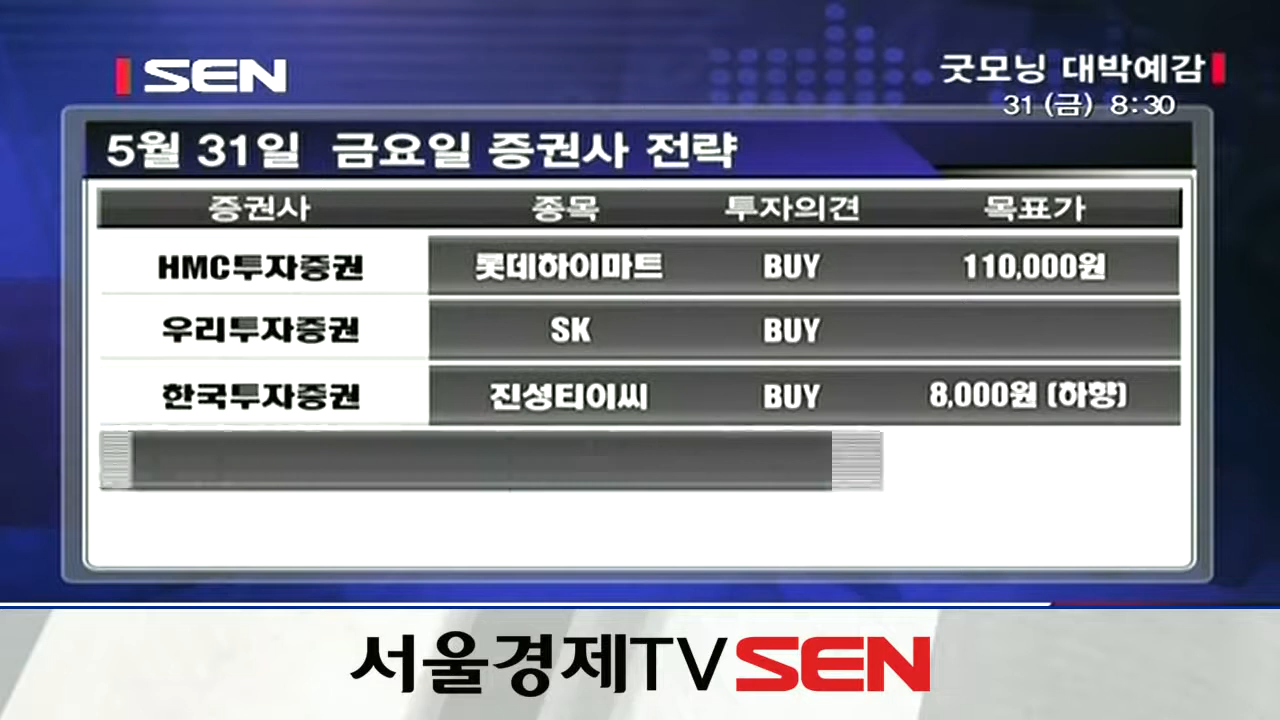 SEN
굿모닝 대박예감
31 (금) 8:30
5월 31일 금요일 증권사 전략
증권사 종목 투자의견 목표가
HMC투자증권 롯데하이마트 BUY 110,000원
우리투자증권 SK BUY
한국투자증권 진성티이씨 BUY 8,000원 (하향)
서울경제TV SEN